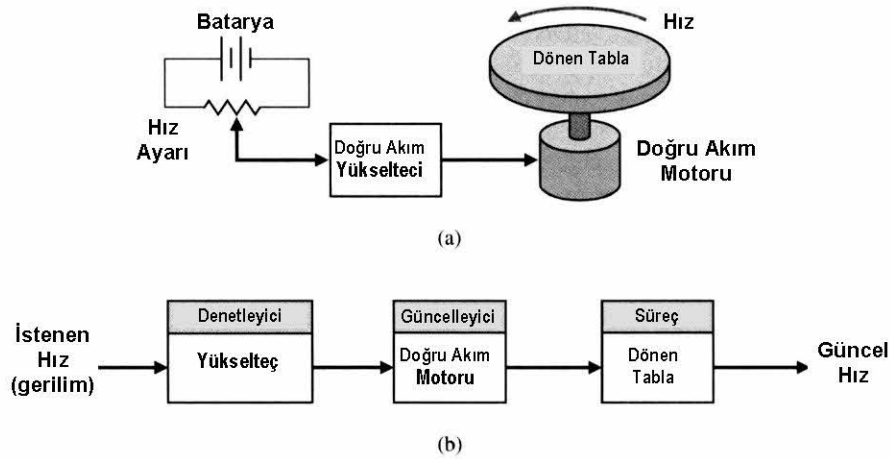 Batarya
Hız
Dönen Tabla
Hız
Ayarı
Doğru Akım
Yükselteci
Doğru Akım
Motoru
(a)
İstenen
Hız
(gerilim)
Denetleyici
Yükselteç
Güncelleyici
Doğru Akım
Motoru
Süreç
Dönen
Tabla
Güncel
Hız
(b)